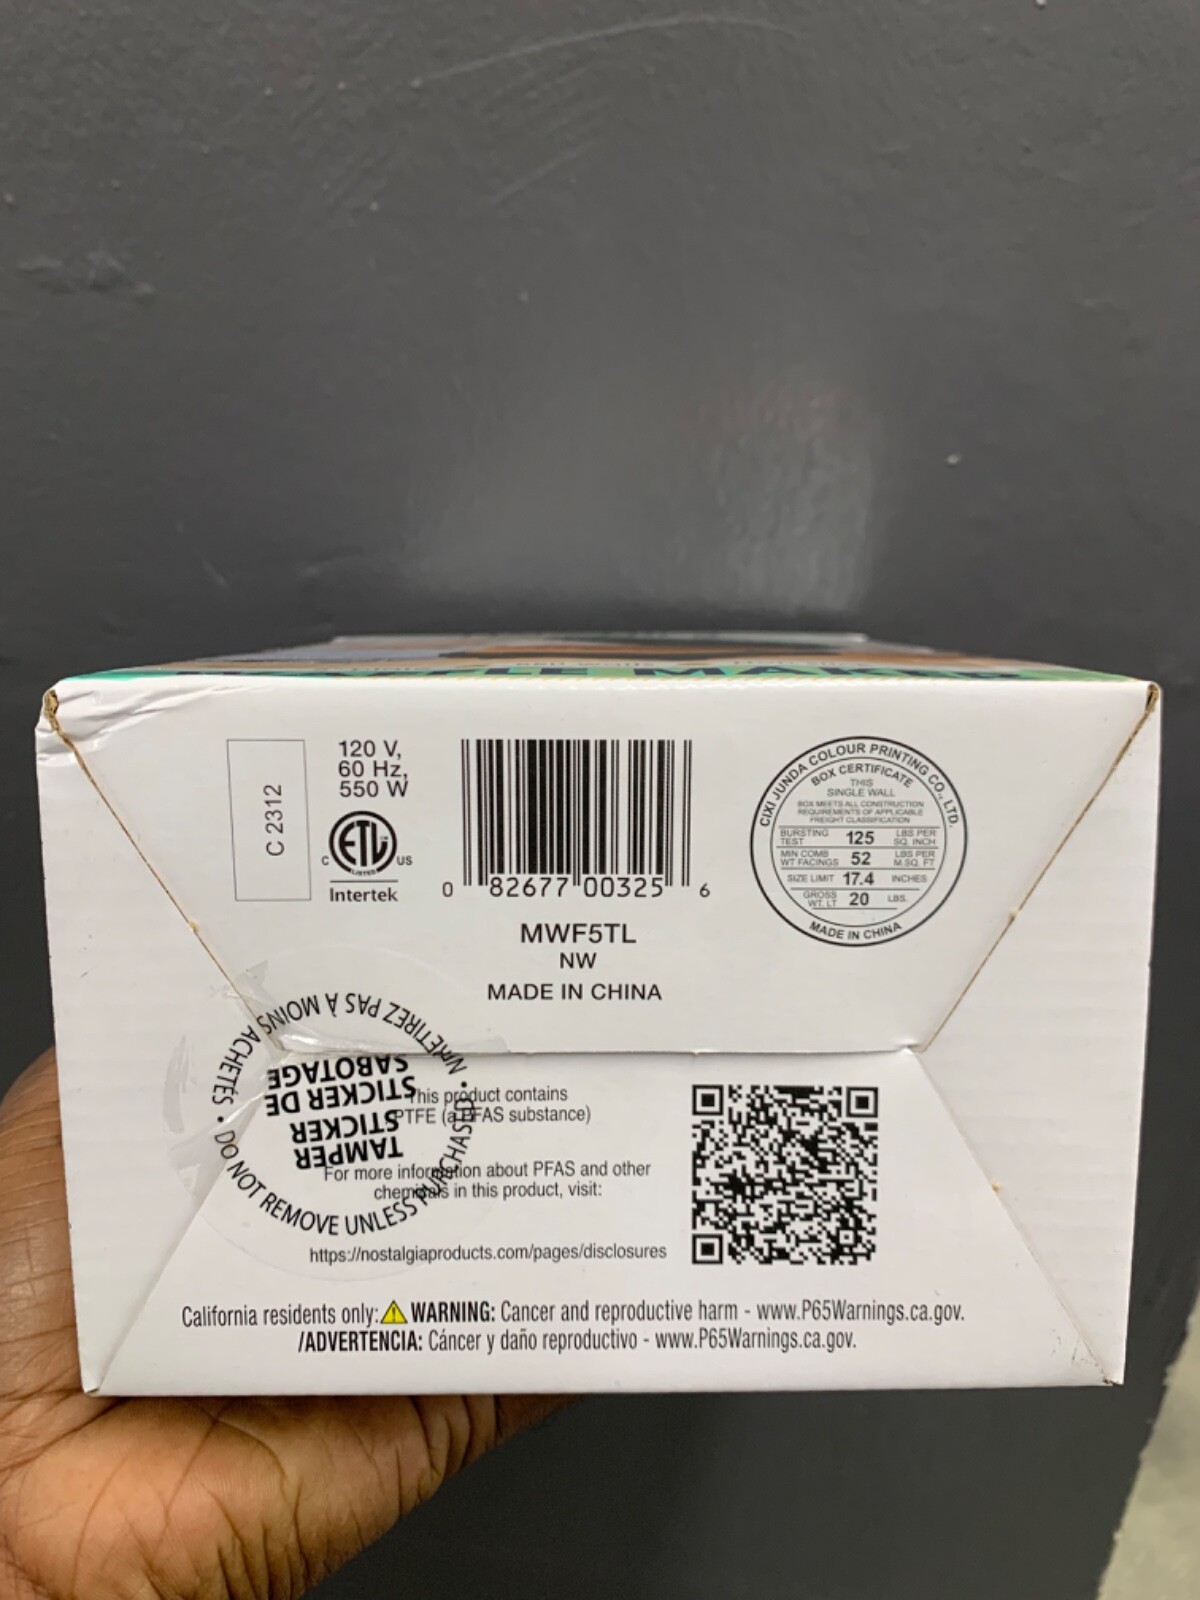 MAKER
C 2312
120 V,
60 Hz,
550 W
ETL
LISTED
C
US
Intertek
0 82677 00325 6
MWF5TL
NW
MADE IN CHINA
CIXI JUNDA COLOUR PRINTING CO., LTD.
BOX CERTIFICATE
THIS
SINGLE WALL
BOX MEETS ALL CONSTRUCTION
REQUIREMENTS OF APPLICABLE
FREIGHT CLASSIFICATION
BURSTING TEST 125 LBS PER SQ. INCH
MIN COMB WT FACINGS 52 LBS PER M.SQ. FT
SIZE LIMIT 17.4 INCHES
GROSS WT. LT 20 LBS.
MADE IN CHINA
TAMPER
STICKER
STICKER DE
SABOTAGE
DO NOT REMOVE UNLESS PURCHASED •
N'RETIREZ PAS À MOINS ACHETÉS •
This product contains
PTFE (a PFAS substance)
For more information about PFAS and other
chemicals in this product, visit:
https://nostalgiaproducts.com/pages/disclosures
California residents only: WARNING: Cancer and reproductive harm - www.P65Warnings.ca.gov.
/ADVERTENCIA: Cáncer y daño reproductivo - www.P65Warnings.ca.gov.